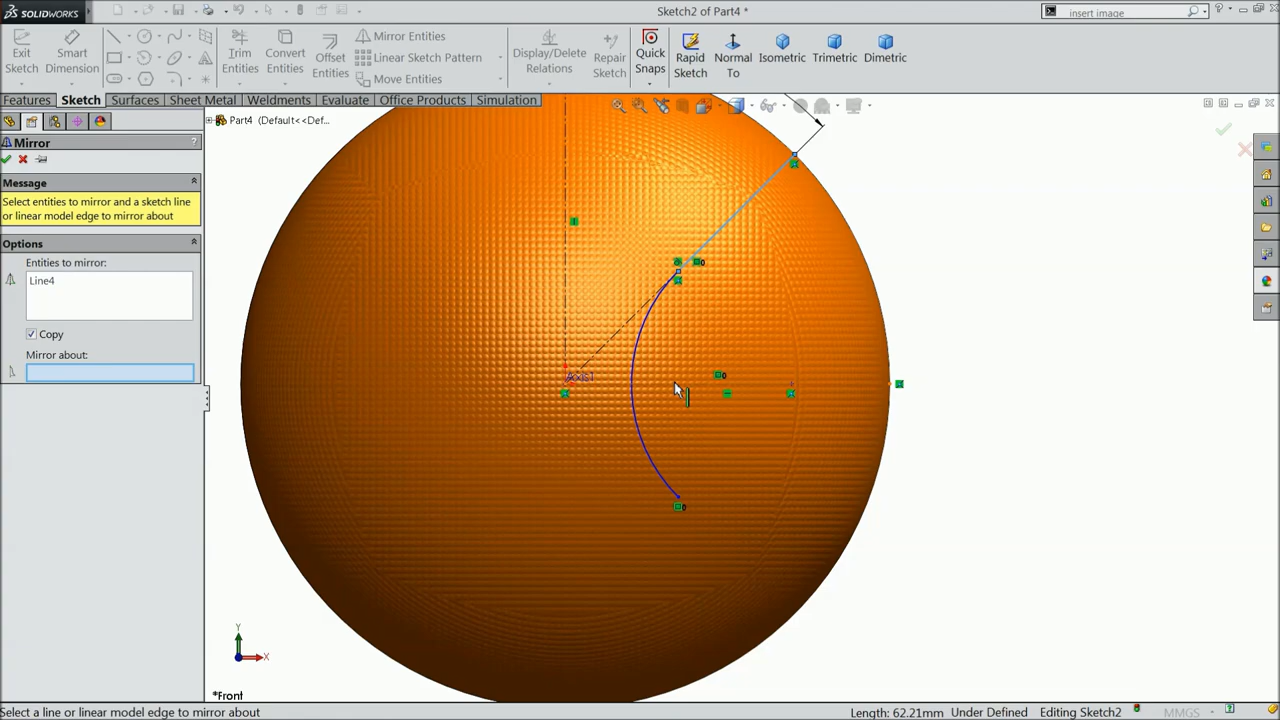 SOLIDWORKS
Sketch2 of Part4 *
insert image
Exit Sketch
Smart Dimension
Trim Entities
Convert Entities
Offset Entities
Mirror Entities
Linear Sketch Pattern
Move Entities
Display/Delete Relations
Repair Sketch
Quick Snaps
Rapid Sketch
Normal To
Isometric
Trimetric
Dimetric
Features Sketch Surfaces Sheet Metal Weldments Evaluate Office Products Simulation
Part4 (Default<<Def...
Mirror ?
Message
Select entities to mirror and a sketch line
or linear model edge to mirror about
Options
Entities to mirror:
Line4
Copy
Mirror about:
Axis1
Y
X
*Front
Select a line or linear model edge to mirror about
Length: 62.21mm Under Defined Editing Sketch2 MMGS